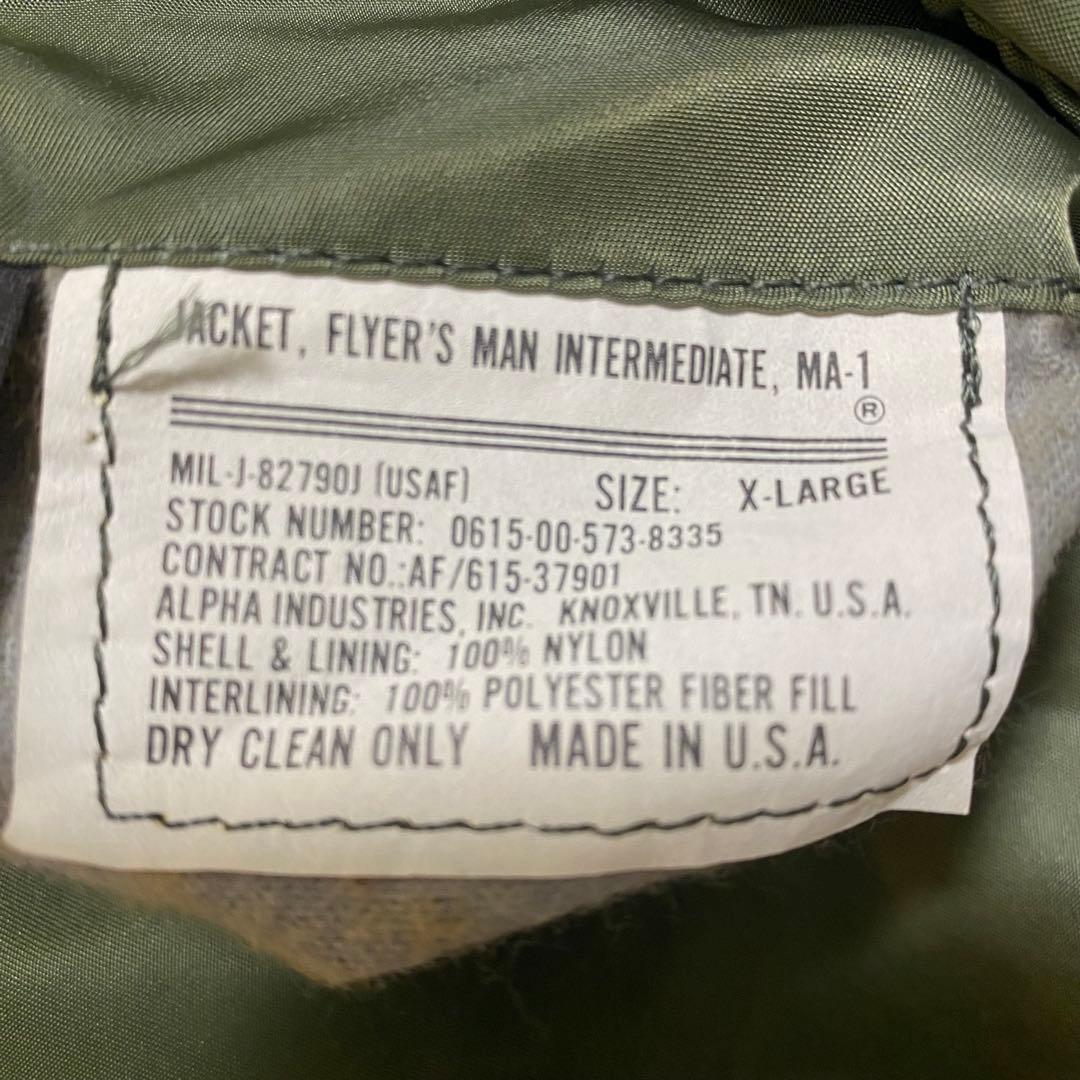 JACKET, FLYER'S MAN INTERMEDIATE, MA-1
®
MIL-J-82790J (USAF) SIZE: X-LARGE
STOCK NUMBER: 0615-00-573-8335
CONTRACT NO.:AF/615-37901
ALPHA INDUSTRIES, INC. KNOXVILLE, TN. U.S.A.
SHELL & LINING: 100% NYLON
INTERLINING: 100% POLYESTER FIBER FILL
DRY CLEAN ONLY MADE IN U.S.A.